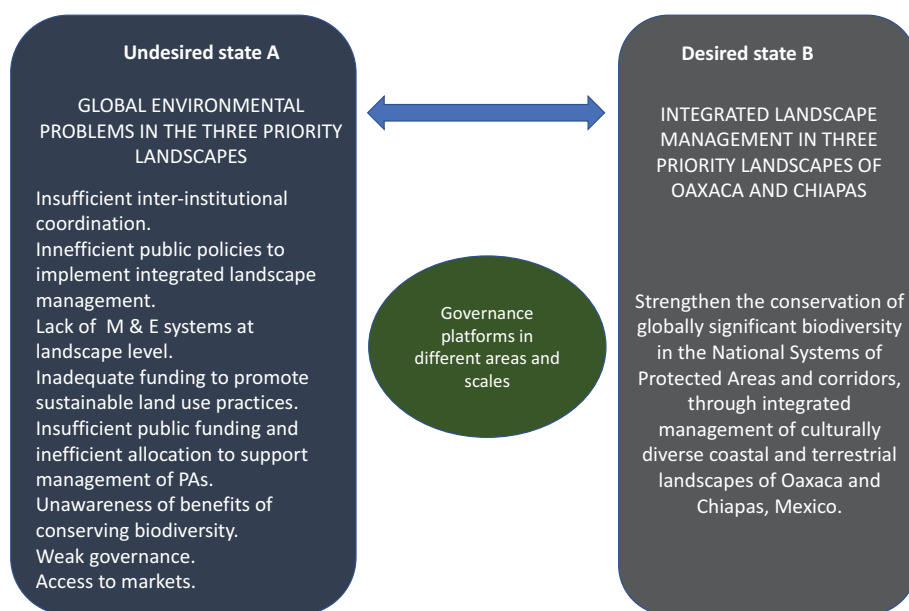 Undesired state A
GLOBAL ENVIRONMENTAL
PROBLEMS IN THE THREE PRIORITY
LANDSCAPES
Insufficient inter-institutional
coordination.
Innefficient public policies to
implement integrated landscape
management.
Lack of M & E systems at
landscape level.
Inadequate funding to promote
sustainable land use practices.
Insufficient public funding and
inefficient allocation to support
management of PAs.
Unawareness of benefits of
conserving biodiversity.
Weak governance.
Access to markets.
Governance
platforms in
different areas and
scales
Desired state B
INTEGRATED LANDSCAPE
MANAGEMENT IN THREE
PRIORITY LANDSCAPES OF
OAXACA AND CHIAPAS
Strengthen the conservation of
globally significant biodiversity
in the National Systems of
Protected Areas and corridors,
through integrated
management of culturally
diverse coastal and terrestrial
landscapes of Oaxaca and
Chiapas, Mexico.